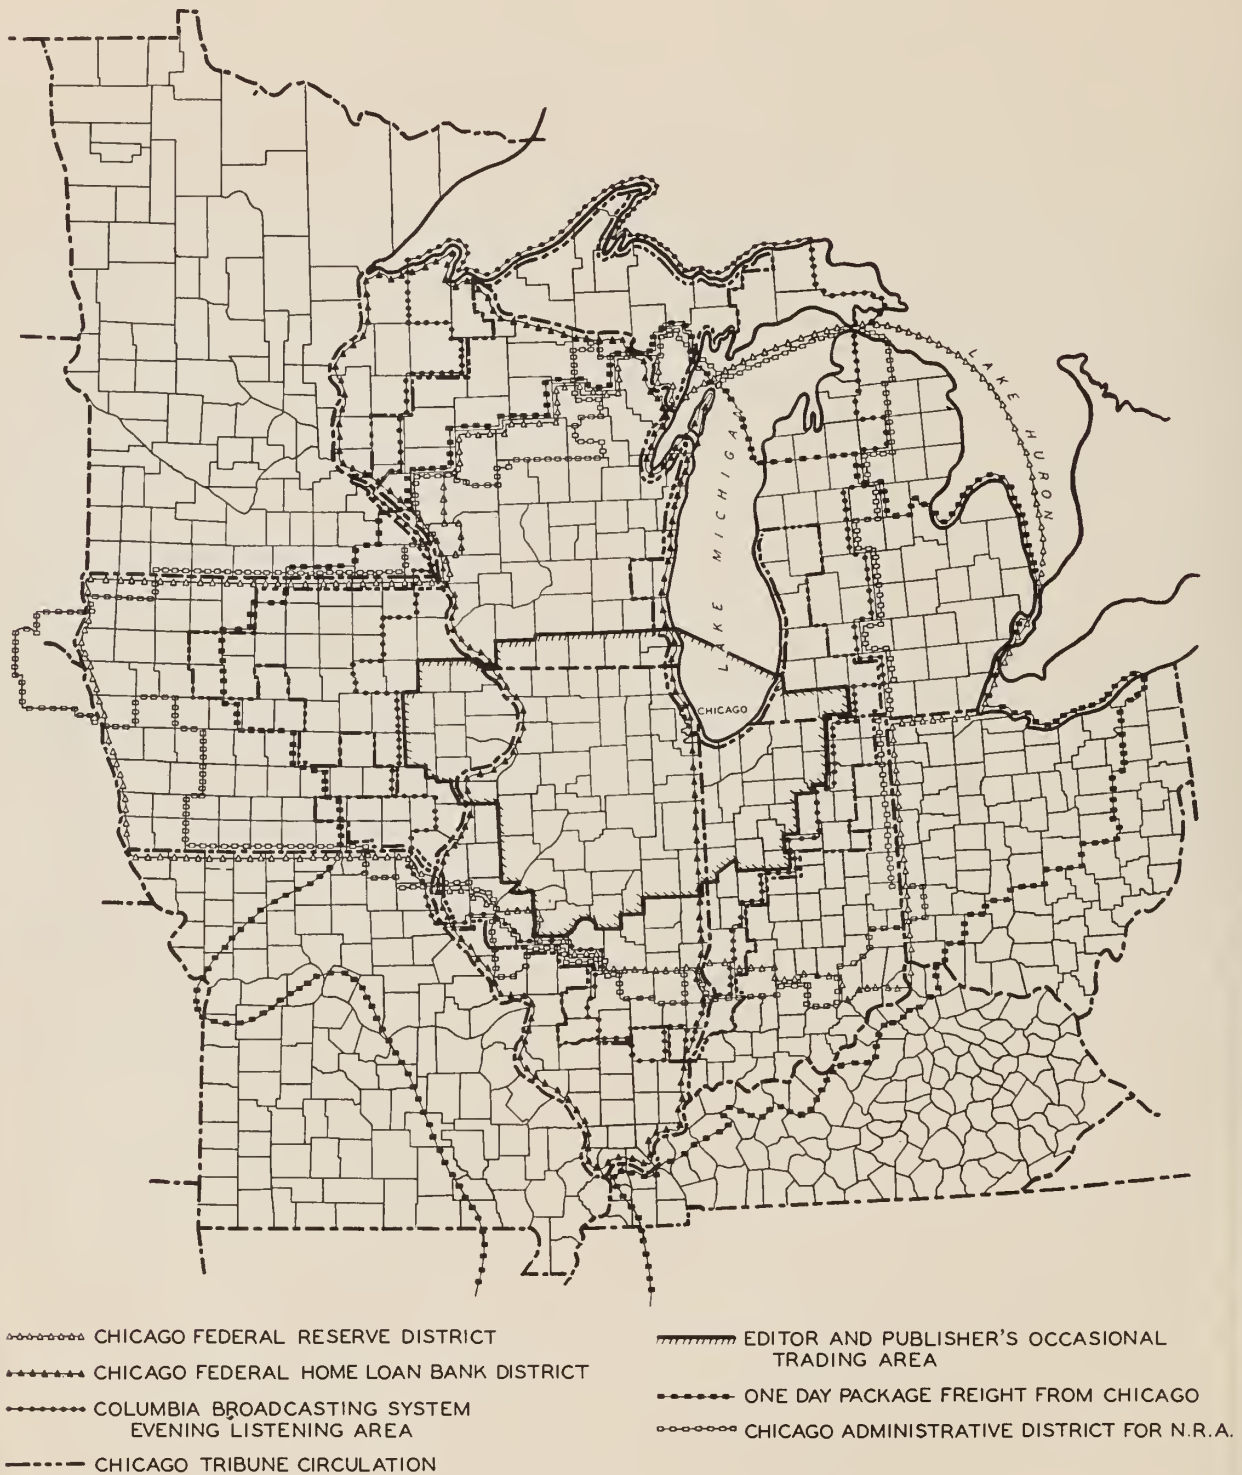 LAKE HURON
LAKE MICHIGAN
CHICAGO
CHICAGO FEDERAL RESERVE DISTRICT
CHICAGO FEDERAL HOME LOAN BANK DISTRICT
COLUMBIA BROADCASTING SYSTEM
EVENING LISTENING AREA
CHICAGO TRIBUNE CIRCULATION
EDITOR AND PUBLISHER'S OCCASIONAL
TRADING AREA
ONE DAY PACKAGE FREIGHT FROM CHICAGO
CHICAGO ADMINISTRATIVE DISTRICT FOR N.R.A.